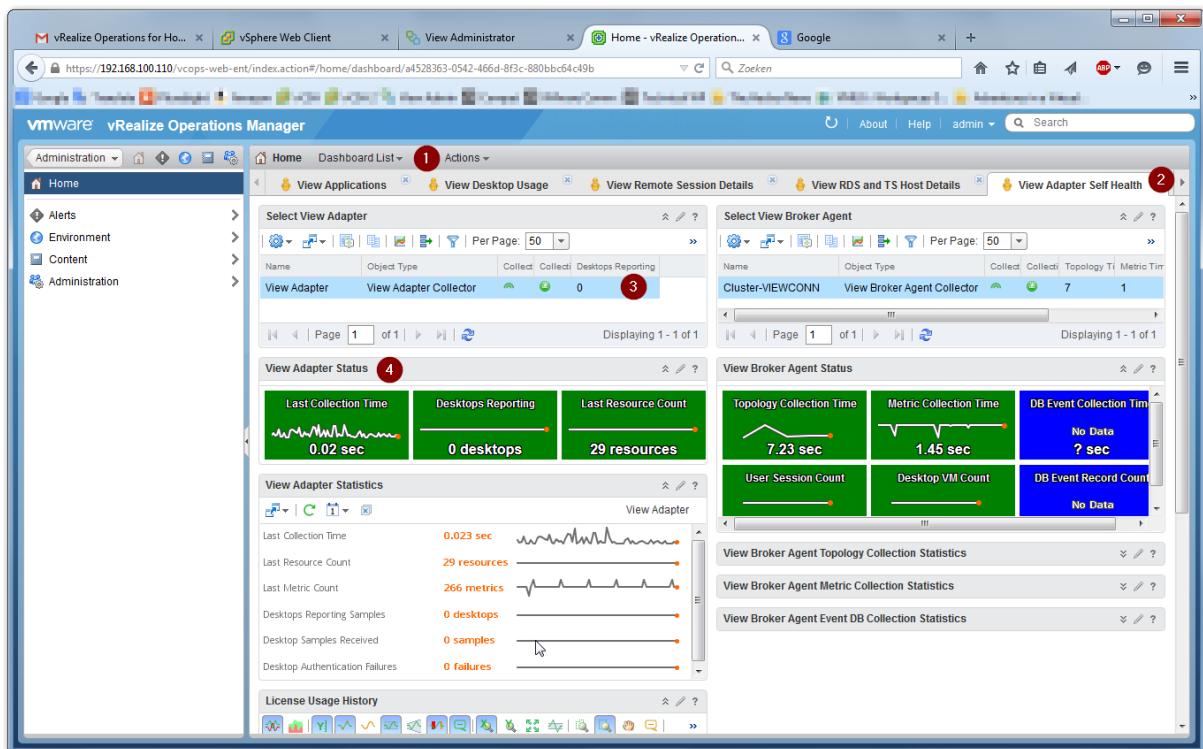 vRealize Operations for Ho...
vSphere Web Client
View Administrator
Home - vRealize Operation...
Google
https://192.168.100.110/vcops-web-ent/index.action#/home/dashboard/a4528363-0542-466d-8f3c-880bbc64c49b
Zoeken
ABP
vmware vRealize Operations Manager
About Help admin Search
Administration
Home
Alerts
Environment
Content
Administration
Home Dashboard List 1 Actions
View Applications
View Desktop Usage
View Remote Session Details
View RDS and TS Host Details
View Adapter Self Health 2
Select View Adapter
Per Page: 50
Name Object Type Collect Collecti Desktops Reporting
View Adapter View Adapter Collector 0 3
Page 1 of 1 Displaying 1 - 1 of 1
Select View Broker Agent
Per Page: 50
Name Object Type Collect Collecti Topology Ti Metric Tim
Cluster-VIEWCONN View Broker Agent Collector 7 1
Page 1 of 1 Displaying 1 - 1 of 1
View Adapter Status 4
Last Collection Time
0.02 sec
Desktops Reporting
0 desktops
Last Resource Count
29 resources
View Broker Agent Status
Topology Collection Time
7.23 sec
Metric Collection Time
1.45 sec
DB Event Collection Tim
No Data
? sec
User Session Count
Desktop VM Count
DB Event Record Count
No Data
View Adapter Statistics
View Adapter
Last Collection Time 0.023 sec
Last Resource Count 29 resources
Last Metric Count 266 metrics
Desktops Reporting Samples 0 desktops
Desktop Samples Received 0 samples
Desktop Authentication Failures 0 failures
View Broker Agent Topology Collection Statistics
View Broker Agent Metric Collection Statistics
View Broker Agent Event DB Collection Statistics
License Usage History